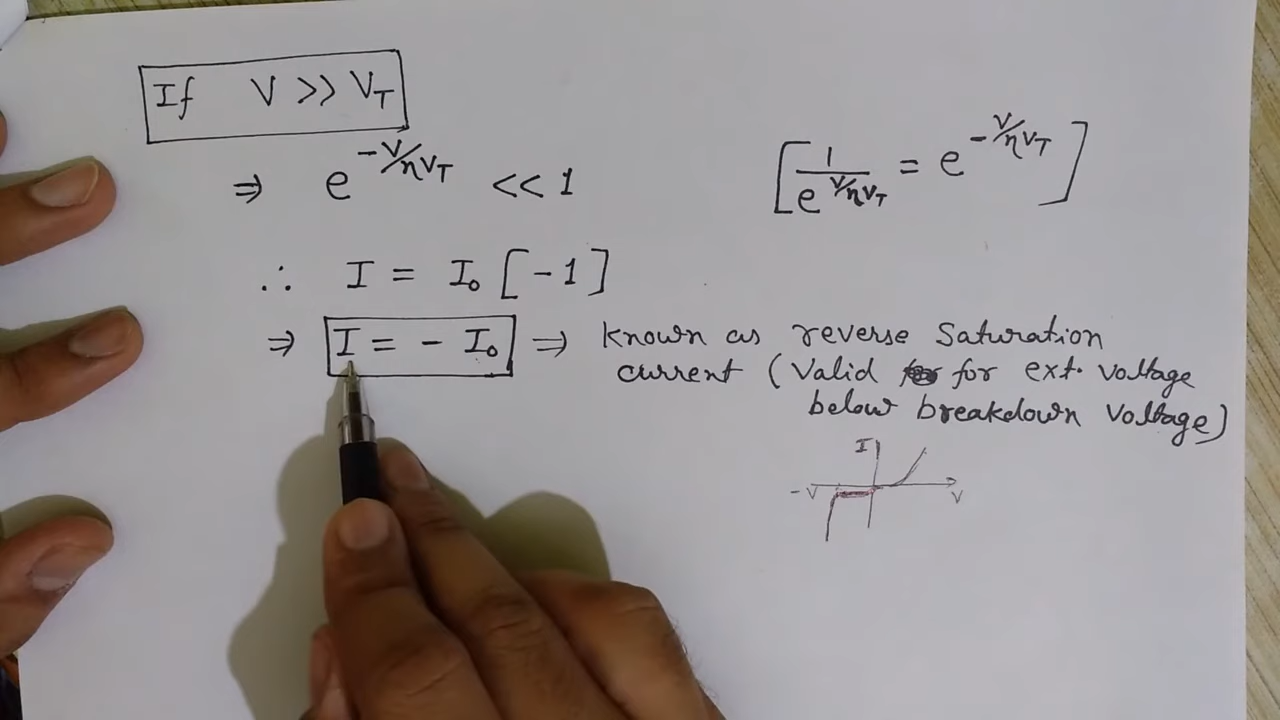 If V >> V_T
⇒ e^{-V/ηV_T} << 1
[ 1/e^{V/ηV_T} = e^{-V/ηV_T} ]
∴ I = I₀ [-1]
⇒ I = - I₀ ⇒ Known as reverse Saturation
current (Valid for ext. voltage
below breakdown Voltage)
I
-V V